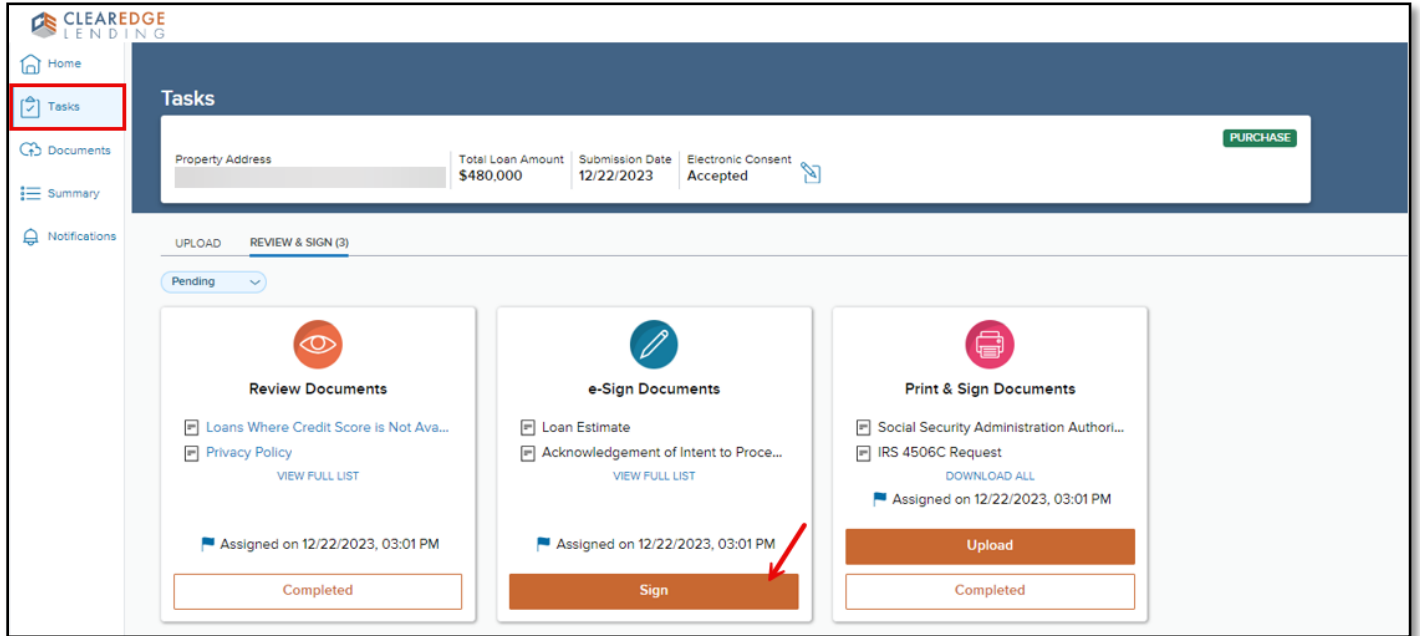 CLEAREDGE
LENDING
Home
Tasks
Documents
Summary
Notifications
Tasks
PURCHASE
Property Address
Total Loan Amount
$480,000
Submission Date
12/22/2023
Electronic Consent
Accepted
UPLOAD
REVIEW & SIGN (3)
Pending
Review Documents
Loans Where Credit Score is Not Ava...
Privacy Policy
VIEW FULL LIST
Assigned on 12/22/2023, 03:01 PM
Completed
e-Sign Documents
Loan Estimate
Acknowledgement of Intent to Proce...
VIEW FULL LIST
Assigned on 12/22/2023, 03:01 PM
Sign
Print & Sign Documents
Social Security Administration Authori...
IRS 4506C Request
DOWNLOAD ALL
Assigned on 12/22/2023, 03:01 PM
Upload
Completed